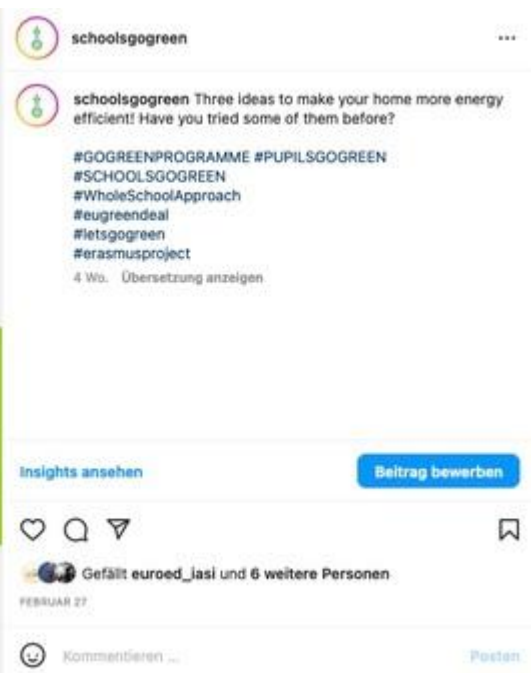 schoolsgogreen
schoolsgogreen Three ideas to make your home more energy
efficient! Have you tried some of them before?
#GOGREENPROGRAMME #PUPILSGOGREEN
#SCHOOLSGOGREEN
#WholeSchoolApproach
#eugreendeal
#letsgogreen
#erasmusproject
4 Wo. Übersetzung anzeigen
Insights ansehen
Beitrag bewerben
Gefällt euroed_iasi und 6 weitere Personen
FEBRUAR 27
Kommentieren ...
Posten